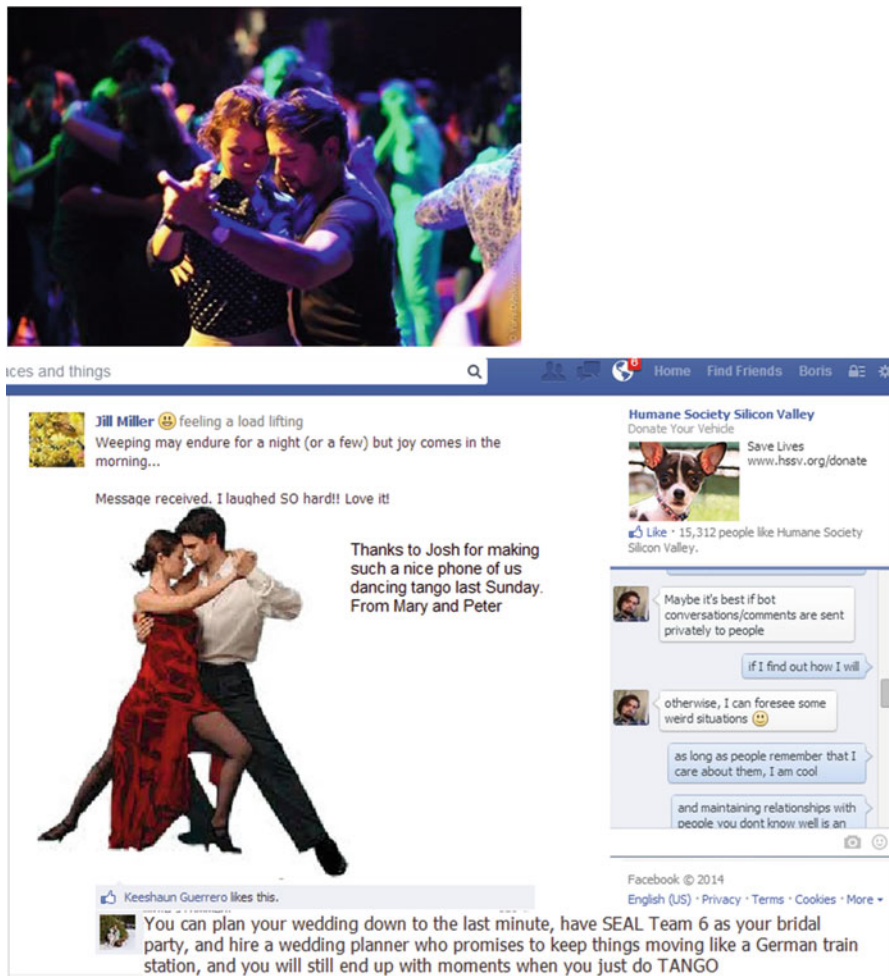 aces and things
6
Home Find Friends Boris
Jill Miller feeling a load lifting
Weeping may endure for a night (or a few) but joy comes in the
morning...
Message received. I laughed SO hard!! Love it!
Thanks to Josh for making
such a nice phone of us
dancing tango last Sunday.
From Mary and Peter
Keeshaun Guerrero likes this.
You can plan your wedding down to the last minute, have SEAL Team 6 as your bridal
party, and hire a wedding planner who promises to keep things moving like a German train
station, and you will still end up with moments when you just do TANGO
Humane Society Silicon Valley
Donate Your Vehicle
Save Lives
www.hssv.org/donate
Like · 15,312 people like Humane Society
Silicon Valley.
Maybe it's best if bot
conversations/comments are sent
privately to people
if I find out how I will
otherwise, I can foresee some
weird situations
as long as people remember that I
care about them, I am cool
and maintaining relationships with
people you dont know well is an
Facebook © 2014
English (US) · Privacy · Terms · Cookies · More